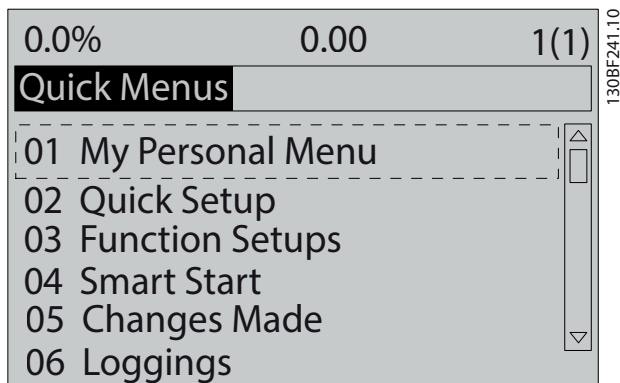 0.0% 0.00 1(1)
Quick Menus
01 My Personal Menu
02 Quick Setup
03 Function Setups
04 Smart Start
05 Changes Made
06 Loggings
130BF241.10